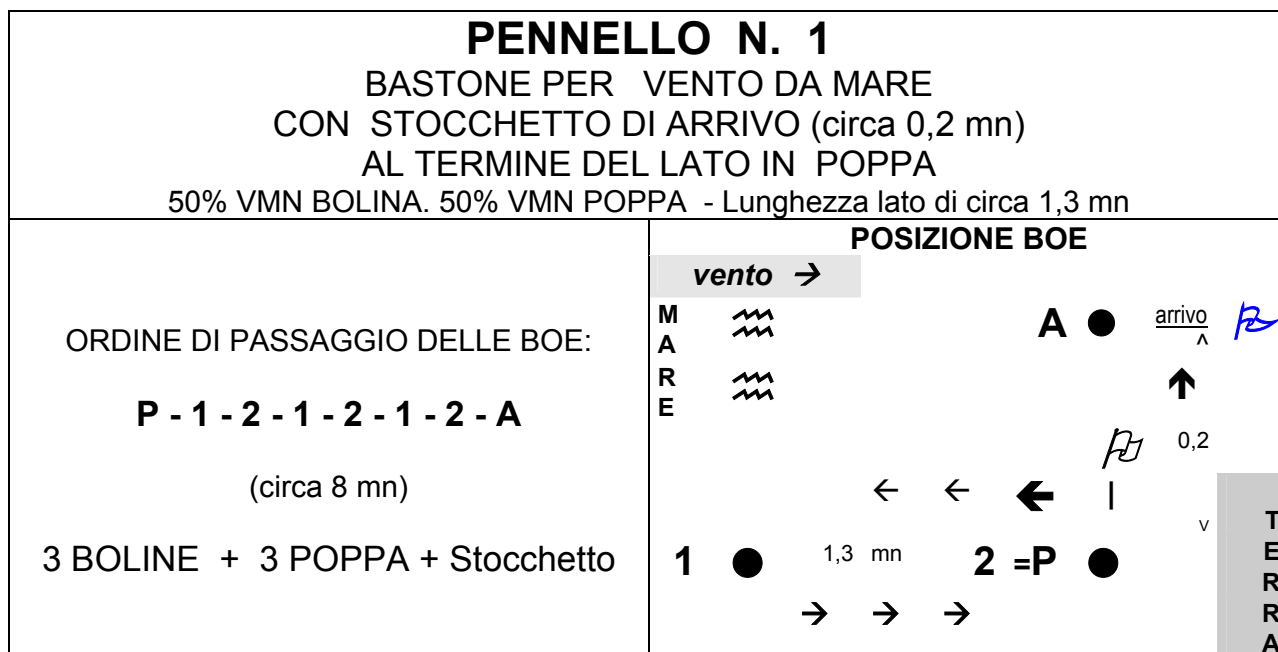 PENNELLO N. 1
BASTONE PER VENTO DA MARE
CON STOCCHETTO DI ARRIVO (circa 0,2 mn)
AL TERMINE DEL LATO IN POPPA
50% VMN BOLINA. 50% VMN POPPA - Lunghezza lato di circa 1,3 mn
ORDINE DI PASSAGGIO DELLE BOE:
P - 1 - 2 - 1 - 2 - 1 - 2 - A
(circa 8 mn)
3 BOLINE + 3 POPPA + Stocchetto
POSIZIONE BOE
vento →
MARE
A ● arrivo
^
↑
0,2
← ← ← |
v
1 ● 1,3 mn 2 =P ●
→ → →
TERRA